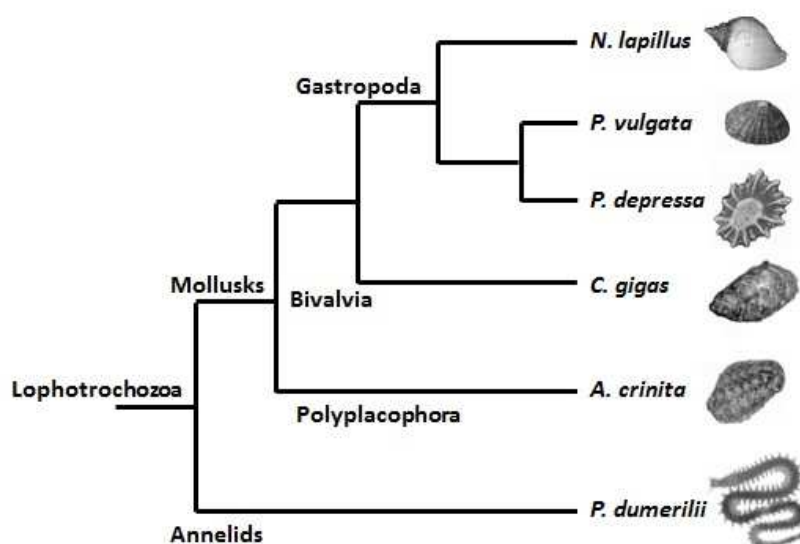 N. lapillus
Gastropoda
P. vulgata
P. depressa
Mollusks
Bivalvia
C. gigas
Lophotrochozoa
A. crinita
Polyplacophora
P. dumerilii
Annelids